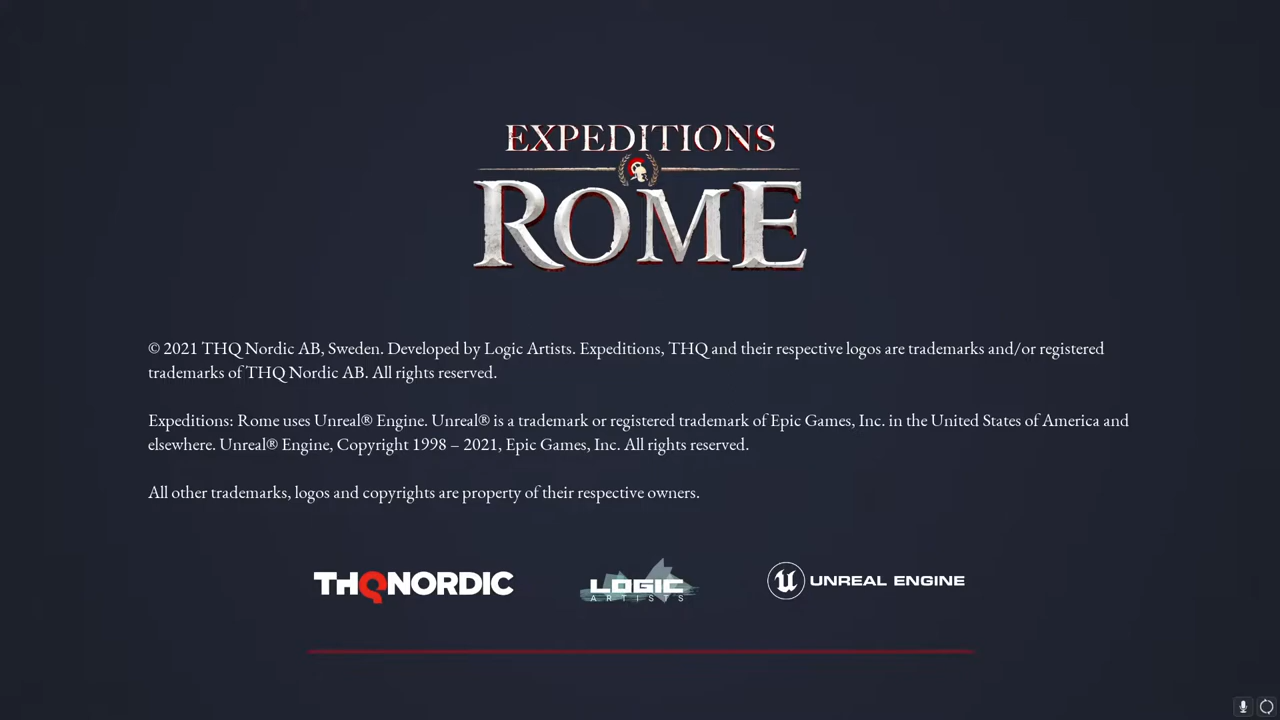 EXPEDITIONS
ROME
© 2021 THQ Nordic AB, Sweden. Developed by Logic Artists. Expeditions, THQ and their respective logos are trademarks and/or registered
trademarks of THQ Nordic AB. All rights reserved.
Expeditions: Rome uses Unreal® Engine. Unreal® is a trademark or registered trademark of Epic Games, Inc. in the United States of America and
elsewhere. Unreal® Engine, Copyright 1998 – 2021, Epic Games, Inc. All rights reserved.
All other trademarks, logos and copyrights are property of their respective owners.
THQNORDIC
LOGIC
ARTISTS
UNREAL ENGINE